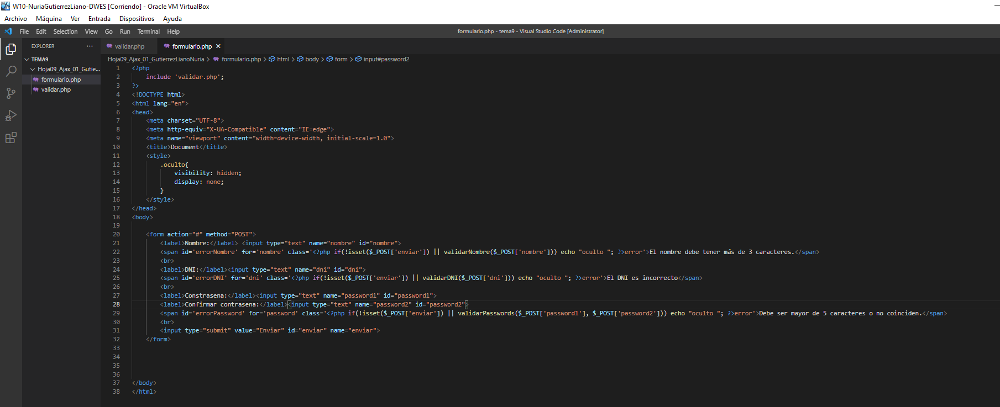 W10-NuriaGutierrezLiano-DWES [Corriendo] - Oracle VM VirtualBox
Archivo Máquina Ver Entrada Dispositivos Ayuda
File Edit Selection View Go Run Terminal Help
formulario.php - tema9 - Visual Studio Code [Administrator]
EXPLORER ···
validar.php
formulario.php ×
TEMA9
Hoja09_Ajax_01_Gutie...
formulario.php
validar.php
Hoja09_Ajax_01_GutierrezLianoNuria > formulario.php > html > body > form > input#password2
1 <?php
2     include 'validar.php';
3 ?>
4 <!DOCTYPE html>
5 <html lang="en">
6 <head>
7     <meta charset="UTF-8">
8     <meta http-equiv="X-UA-Compatible" content="IE=edge">
9     <meta name="viewport" content="width=device-width, initial-scale=1.0">
10     <title>Document</title>
11     <style>
12         .oculto{
13             visibility: hidden;
14             display: none;
15         }
16     </style>
17 </head>
18 <body>
19
20     <form action="#" method="POST">
21         <label>Nombre:</label> <input type="text" name="nombre" id="nombre">
22         <span id='errorNombre' for='nombre' class='<?php if(!isset($_POST['enviar']) || validarNombre($_POST['nombre'])) echo "oculto "; ?>error'>El nombre debe tener más de 3 caracteres.</span>
23         <br>
24         <label>DNI:</label><input type="text" name="dni" id="dni">
25         <span id='errorDNI' for='dni' class='<?php if(!isset($_POST['enviar']) || validarDNI($_POST['dni'])) echo "oculto "; ?>error'>El DNI es incorrecto</span>
26         <br>
27         <label>Constrasena:</label><input type="text" name="password1" id="password1">
28         <label>Confirmar contrasena:</label><input type="text" name="password2" id="password2">
29         <span id='errorPassword' for='password' class='<?php if(!isset($_POST['enviar']) || validarPasswords($_POST['password1'], $_POST['password2'])) echo "oculto "; ?>error'>Debe ser mayor de 5 caracteres o no coinciden.</span>
30         <br>
31         <input type="submit" value="Enviar" id="enviar" name="enviar">
32     </form>
33
34
35
36
37 </body>
38 </html>